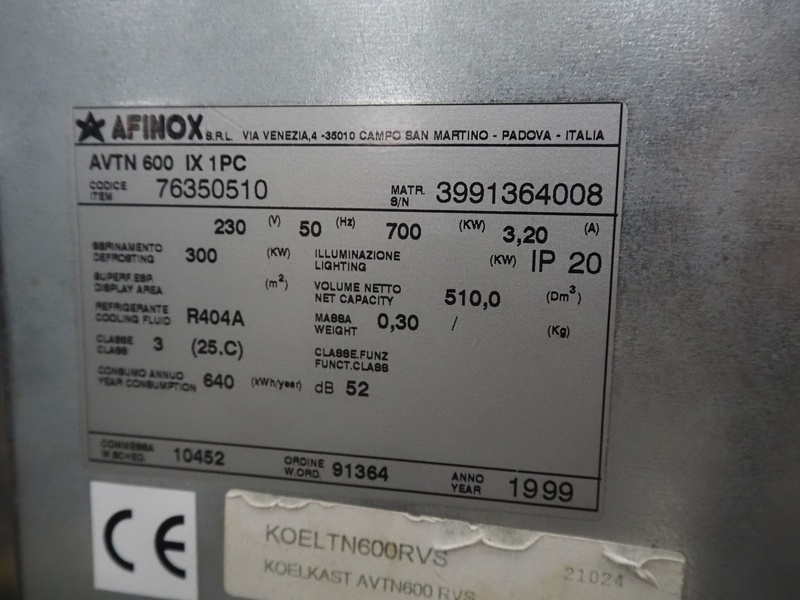 AFINOX S.R.L VIA VENEZIA,4 -35010 CAMPO SAN MARTINO - PADOVA - ITALIA
AVTN 600 IX 1PC
CODICE ITEM 76350510 MATR. S/N 3991364008
230 (V) 50 (Hz) 700 (KW) 3,20 (A)
SBRINAMENTO DEFROSTING 300 (KW) ILLUMINAZIONE LIGHTING (KW) IP 20
SUPERF.ESP. DISPLAY AREA (m²) VOLUME NETTO NET CAPACITY 510,0 (Dm³)
REFRIGERANTE COOLING FLUID R404A MASSA WEIGHT 0,30 / (Kg)
CLASSE CLASS 3 (25.C) CLASSE.FUNZ FUNCT.CLASS
CONSUMO ANNUO YEAR CONSUMPTION 640 (kWh/year) dB 52
COMMESSA W.SCHED. 10452 ORDINE W.ORD. 91364 ANNO YEAR 1999
CE
KOELTN600RVS
21024
KOELKAST AVTN600 RVS